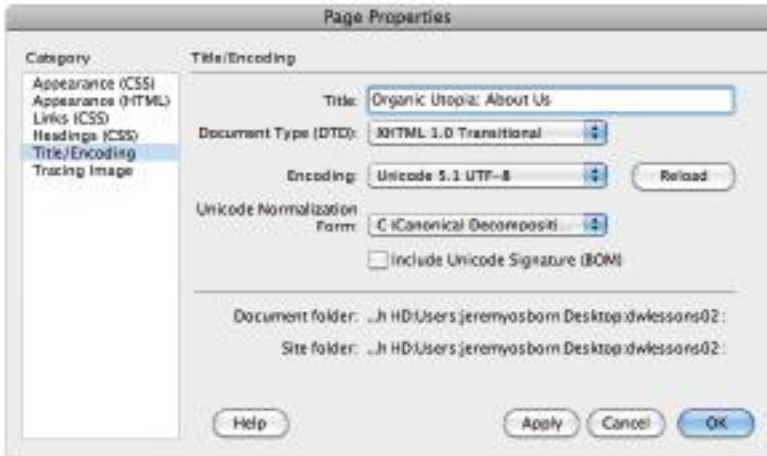 Page Properties
Category
Appearance (CSS)
Appearance (HTML)
Links (CSS)
Headings (CSS)
Title/Encoding
Tracing Image
Title/Encoding
Title: Organic Utopia: About Us
Document Type (DTD): XHTML 1.0 Transitional
Encoding: Unicode 5.1 UTF-8
Reload
Unicode Normalization
Form: C (Canonical Decompositi...
Include Unicode Signature (BOM)
Document folder: ...h HD:Users:jeremyosborn:Desktop:dwlessons02:
Site folder: ...h HD:Users:jeremyosborn:Desktop:dwlessons02:
Help
Apply
Cancel
OK